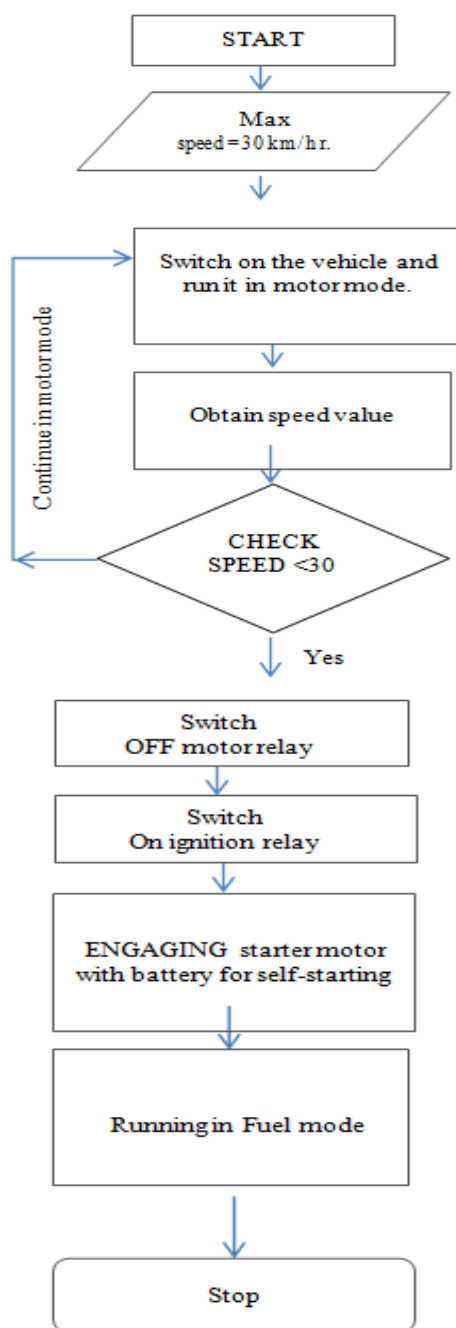 START
Max
speed=30 km/hr.
Switch on the vehicle and
run it in motor mode.
Continue in motor mode
Obtain speed value
CHECK
SPEED <30
Yes
Switch
OFF motor relay
Switch
On ignition relay
ENGAGING starter motor
with battery for self-starting
Running in Fuel mode
Stop